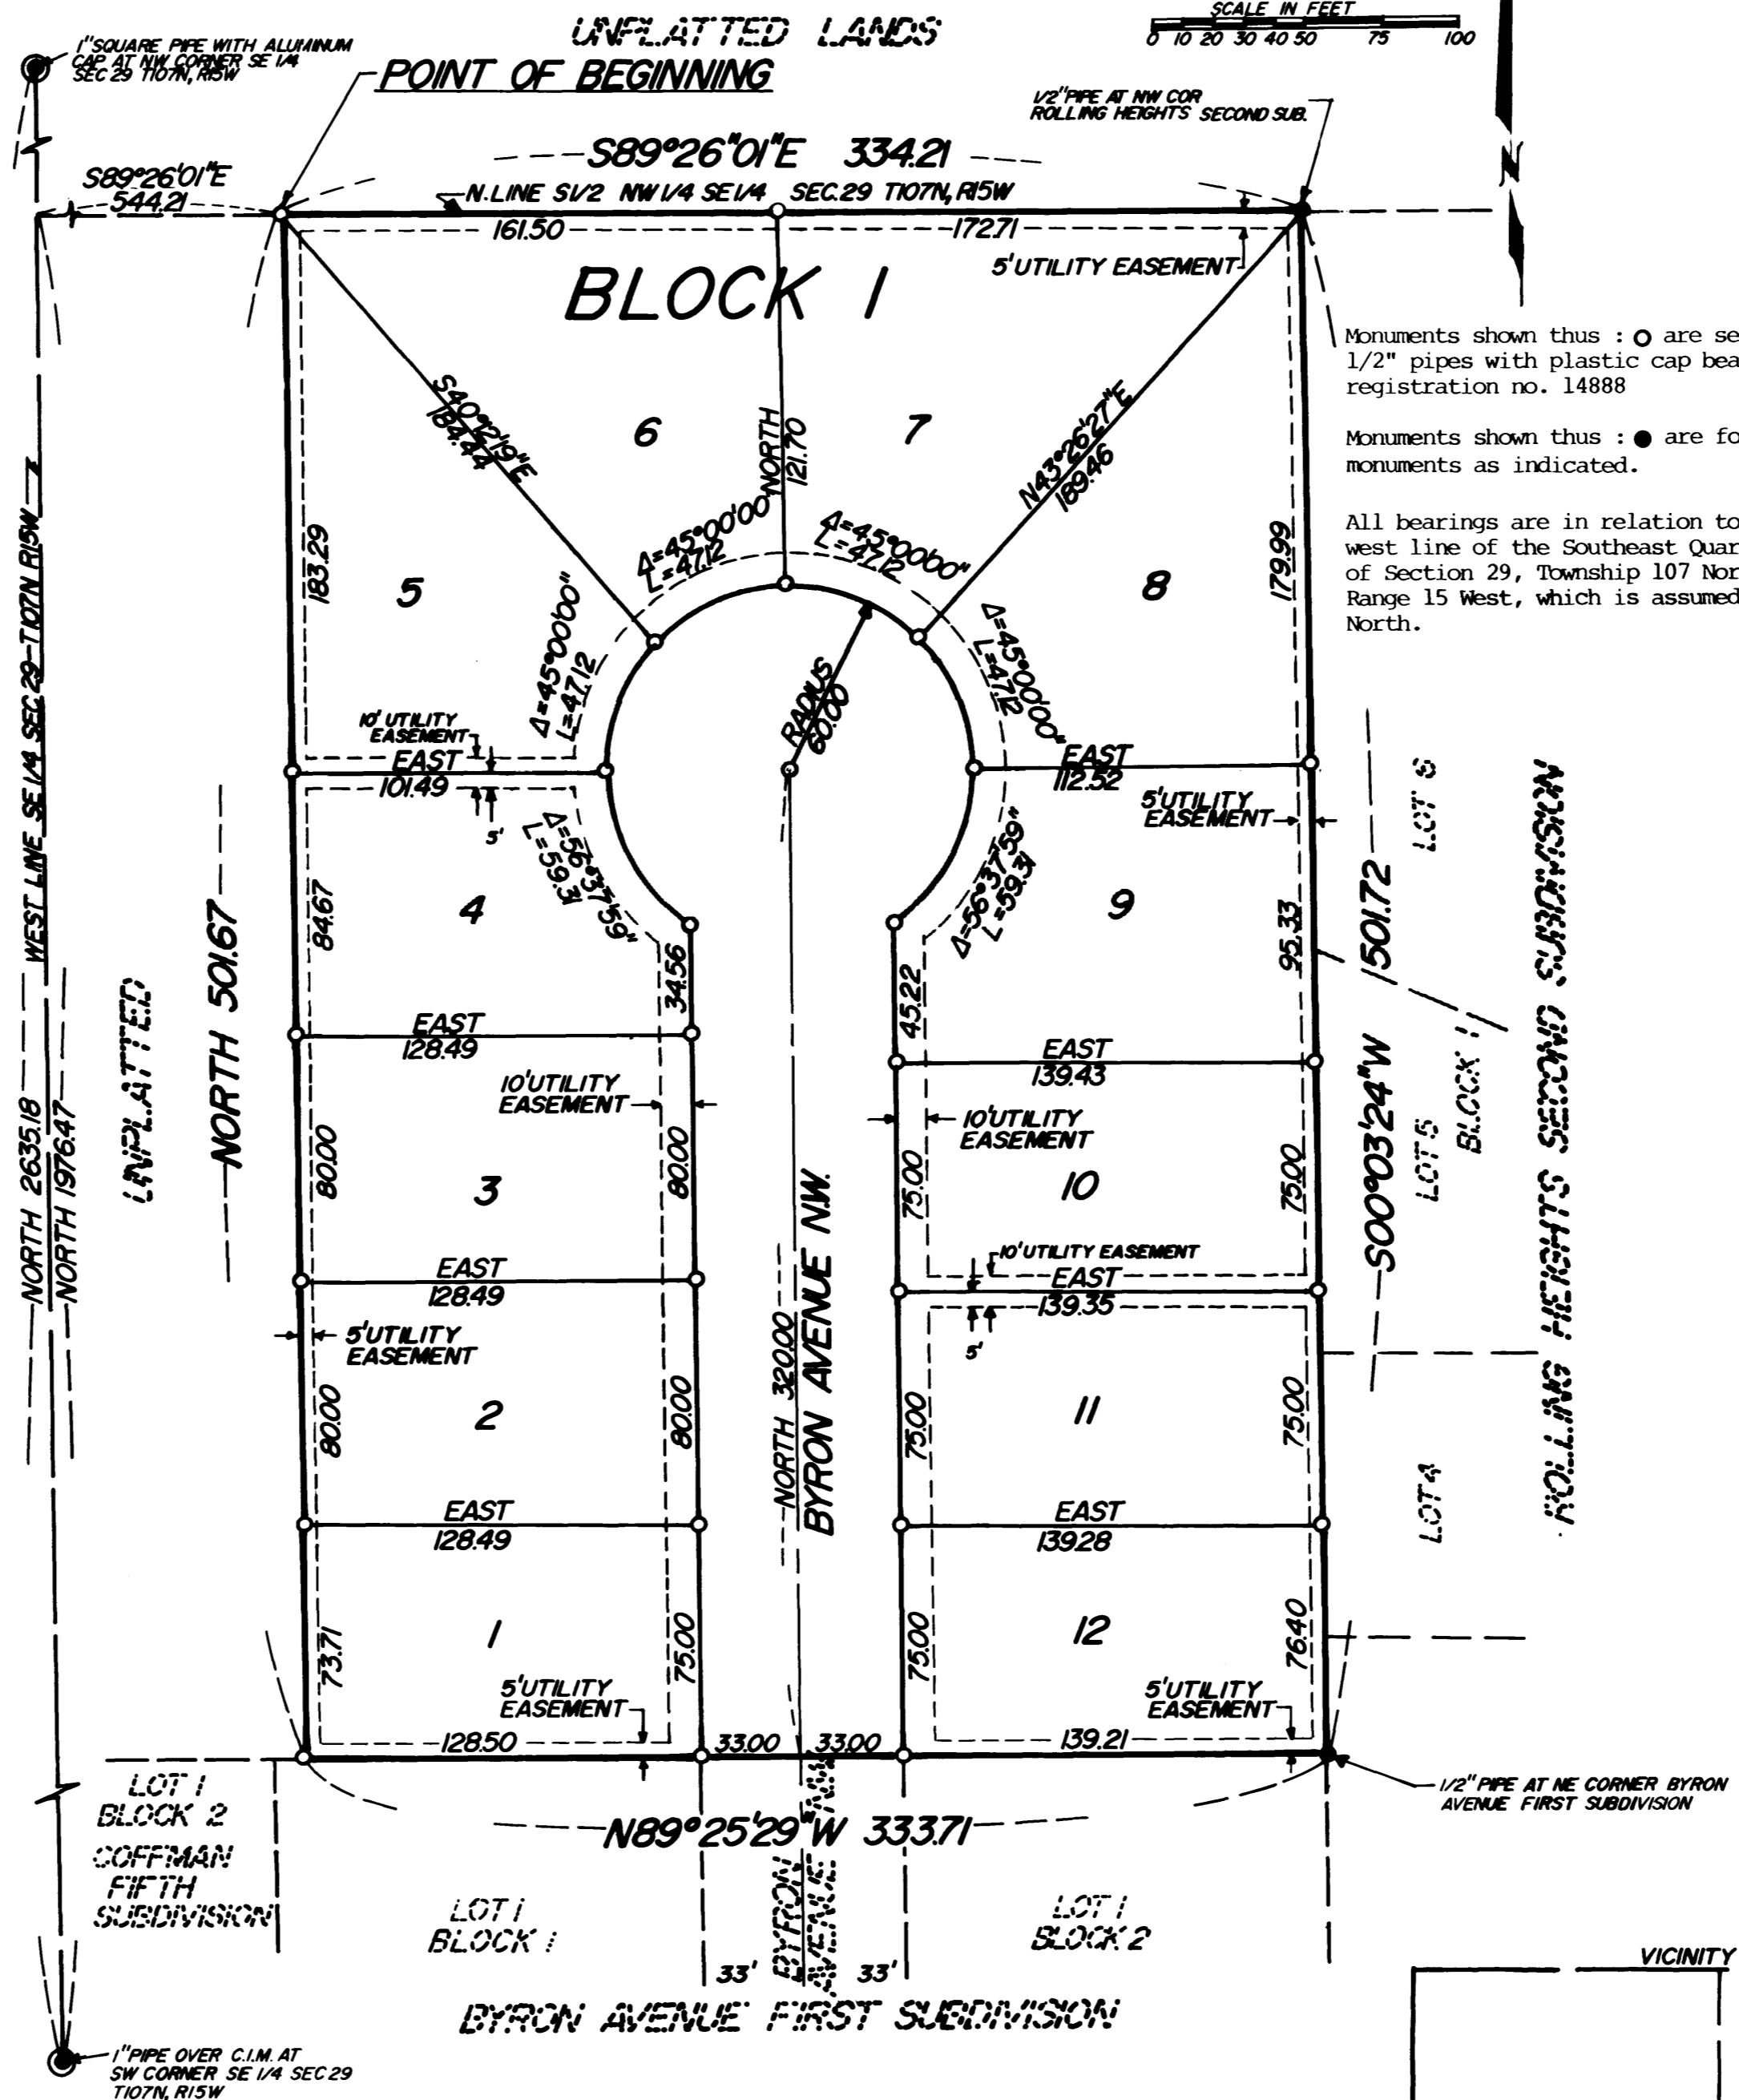 UNPLATTED LANDS
SCALE IN FEET
0 10 20 30 40 50 75 100
1" SQUARE PIPE WITH ALUMINUM
CAP AT NW CORNER SE 1/4
SEC 29 T107N, R15W
POINT OF BEGINNING
1/2" PIPE AT NW COR
ROLLING HEIGHTS SECOND SUB.
N
S89°26'01"E
544.21
S89°26"01"E 334.21
N. LINE S1/2 NW 1/4 SE 1/4 SEC. 29 T107N, R15W
161.50
172.71
5' UTILITY EASEMENT
BLOCK 1
Monuments shown thus : O are se
1/2" pipes with plastic cap bea
registration no. 14888
Monuments shown thus : ● are fo
monuments as indicated.
All bearings are in relation to
west line of the Southeast Quar
of Section 29, Township 107 Nor
Range 15 West, which is assumed
North.
S40°12'19"E
184.44
6
NORTH
121.70
7
N43°26'27"E
189.46
183.29
5
Δ=45°00'00"
L=47.12
Δ=45°00'00"
L=47.12
Δ=45°00'00"
L=47.12
Δ=45°00'00"
L=47.12
8
179.99
RADIUS
60.00
10' UTILITY
EASEMENT
EAST
101.49
5'
EAST
112.52
5' UTILITY
EASEMENT
WEST LINE SE 1/4 SEC 29-T107N R15W
NORTH 2635.18
NORTH 1976.47
UNPLATTED
NORTH 501.67
84.67
4
Δ=56°37'59"
L=59.31
34.56
Δ=56°37'59"
L=59.31
45.22
9
95.33
S00°03'24"W 501.72
LOT 6
LOT 5
BLOCK 1
LOT 4
ROLLING HEIGHTS SECOND SUBDIVISION
EAST
128.49
EAST
139.43
10' UTILITY
EASEMENT
10' UTILITY
EASEMENT
80.00
3
80.00
75.00
10
75.00
10' UTILITY EASEMENT
EAST
128.49
EAST
139.35
5'
5' UTILITY
EASEMENT
NORTH 320.00
BYRON AVENUE N.W.
80.00
2
80.00
75.00
11
75.00
EAST
128.49
EAST
139.28
73.71
1
75.00
75.00
12
76.40
5' UTILITY
EASEMENT
5' UTILITY
EASEMENT
128.50
33.00
33.00
139.21
1/2" PIPE AT NE CORNER BYRON
AVENUE FIRST SUBDIVISION
N89°25'29"W 333.71
LOT 1
BLOCK 2
COFFMAN
FIFTH
SUBDIVISION
LOT 1
BLOCK 1
BYRON
AVENUE N.W.
LOT 1
BLOCK 2
33'
33'
BYRON AVENUE FIRST SUBDIVISION
VICINITY
1" PIPE OVER C.I.M. AT
SW CORNER SE 1/4 SEC 29
T107N, R15W